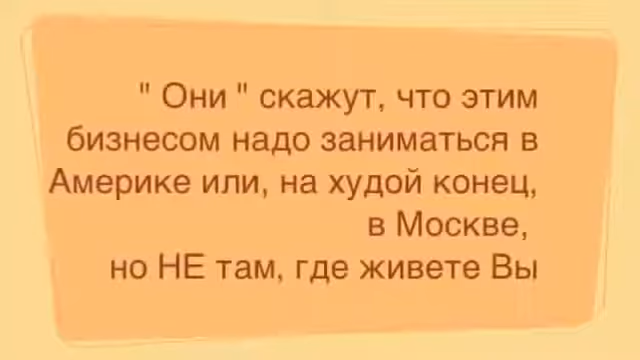 " Они " скажут, что этим
бизнесом надо заниматься в
Америке или, на худой конец,
в Москве,
но НЕ там, где живете Вы